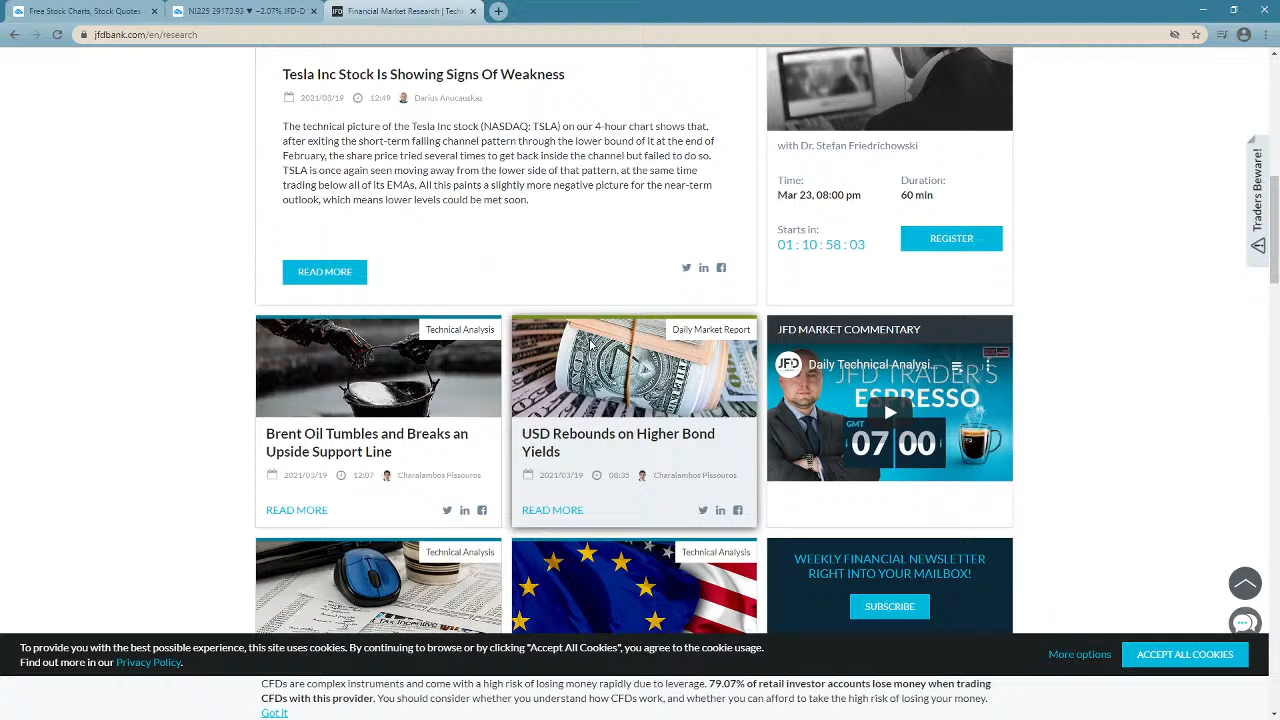 Free Stock Charts, Stock Quotes
NI225 29173.93 ▼ −2.07% JFD-D
JFD Financial Market Research | Tech
jfdbank.com/en/research
Tesla Inc Stock Is Showing Signs Of Weakness
2021/03/19 12:49 Darius Anucauskas
The technical picture of the Tesla Inc stock (NASDAQ: TSLA) on our 4-hour chart shows that,
after exiting the short-term falling channel pattern through the lower bound of it at the end of
February, the share price tried several times to get back inside the channel but failed to do so.
TSLA is once again seen moving away from the lower side of that pattern, at the same time
trading below all of its EMAs. All this paints a slightly more negative picture for the near-term
outlook, which means lower levels could be met soon.
READ MORE
with Dr. Stefan Friedrichowski
Time:
Duration:
Mar 23, 08:00 pm
60 min
Starts in:
01 : 10 : 58 : 03
REGISTER
Traders Beware!
Technical Analysis
Brent Oil Tumbles and Breaks an
Upside Support Line
2021/03/19 12:07 Charalambos Pissouros
READ MORE
Daily Market Report
USD Rebounds on Higher Bond
Yields
2021/03/19 08:35 Charalambos Pissouros
READ MORE
JFD MARKET COMMENTARY
JFD
Daily Technical Analysi...
JFD TRADER'S
ESPRESSO
GMT
07 00
Technical Analysis
Technical Analysis
WEEKLY FINANCIAL NEWSLETTER
RIGHT INTO YOUR MAILBOX!
SUBSCRIBE
To provide you with the best possible experience, this site uses cookies. By continuing to browse or by clicking "Accept All Cookies", you agree to the cookie usage.
Find out more in our Privacy Policy.
More options
ACCEPT ALL COOKIES
CFDs are complex instruments and come with a high risk of losing money rapidly due to leverage. 79.07% of retail investor accounts lose money when trading
CFDs with this provider. You should consider whether you understand how CFDs work, and whether you can afford to take the high risk of losing your money.
Got it